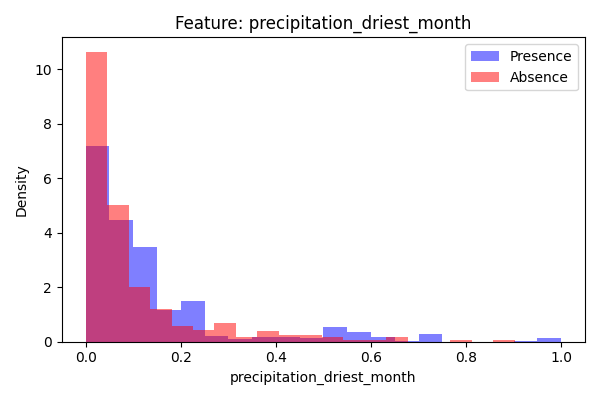 Feature: precipitation_driest_month
Presence
Absence
Density
10
8
6
4
2
0
0.0 0.2 0.4 0.6 0.8 1.0
precipitation_driest_month